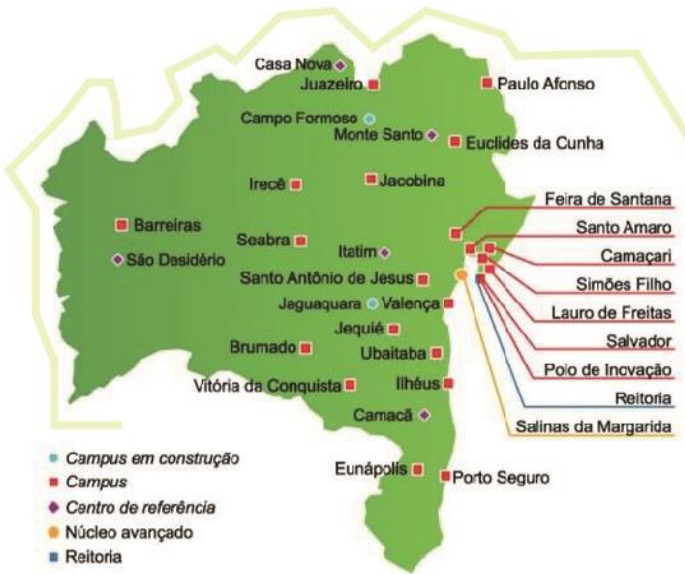 Casa Nova
Juazeiro
Paulo Afonso
Campo Formoso
Monte Santo
Euclides da Cunha
Irecê
Jacobina
Feira de Santana
Barreiras
Seabra
Santo Amaro
São Desidério
Itatim
Camaçari
Santo Antônio de Jesus
Simões Filho
Jaguaquara
Valença
Lauro de Freitas
Jequié
Salvador
Brumado
Ubaitaba
Polo de Inovação
Vitória da Conquista
Ilhéus
Reitoria
Camacã
Salinas da Margarida
Eunápolis
Porto Seguro
Campus em construção
Campus
Centro de referência
Núcleo avançado
Reitoria